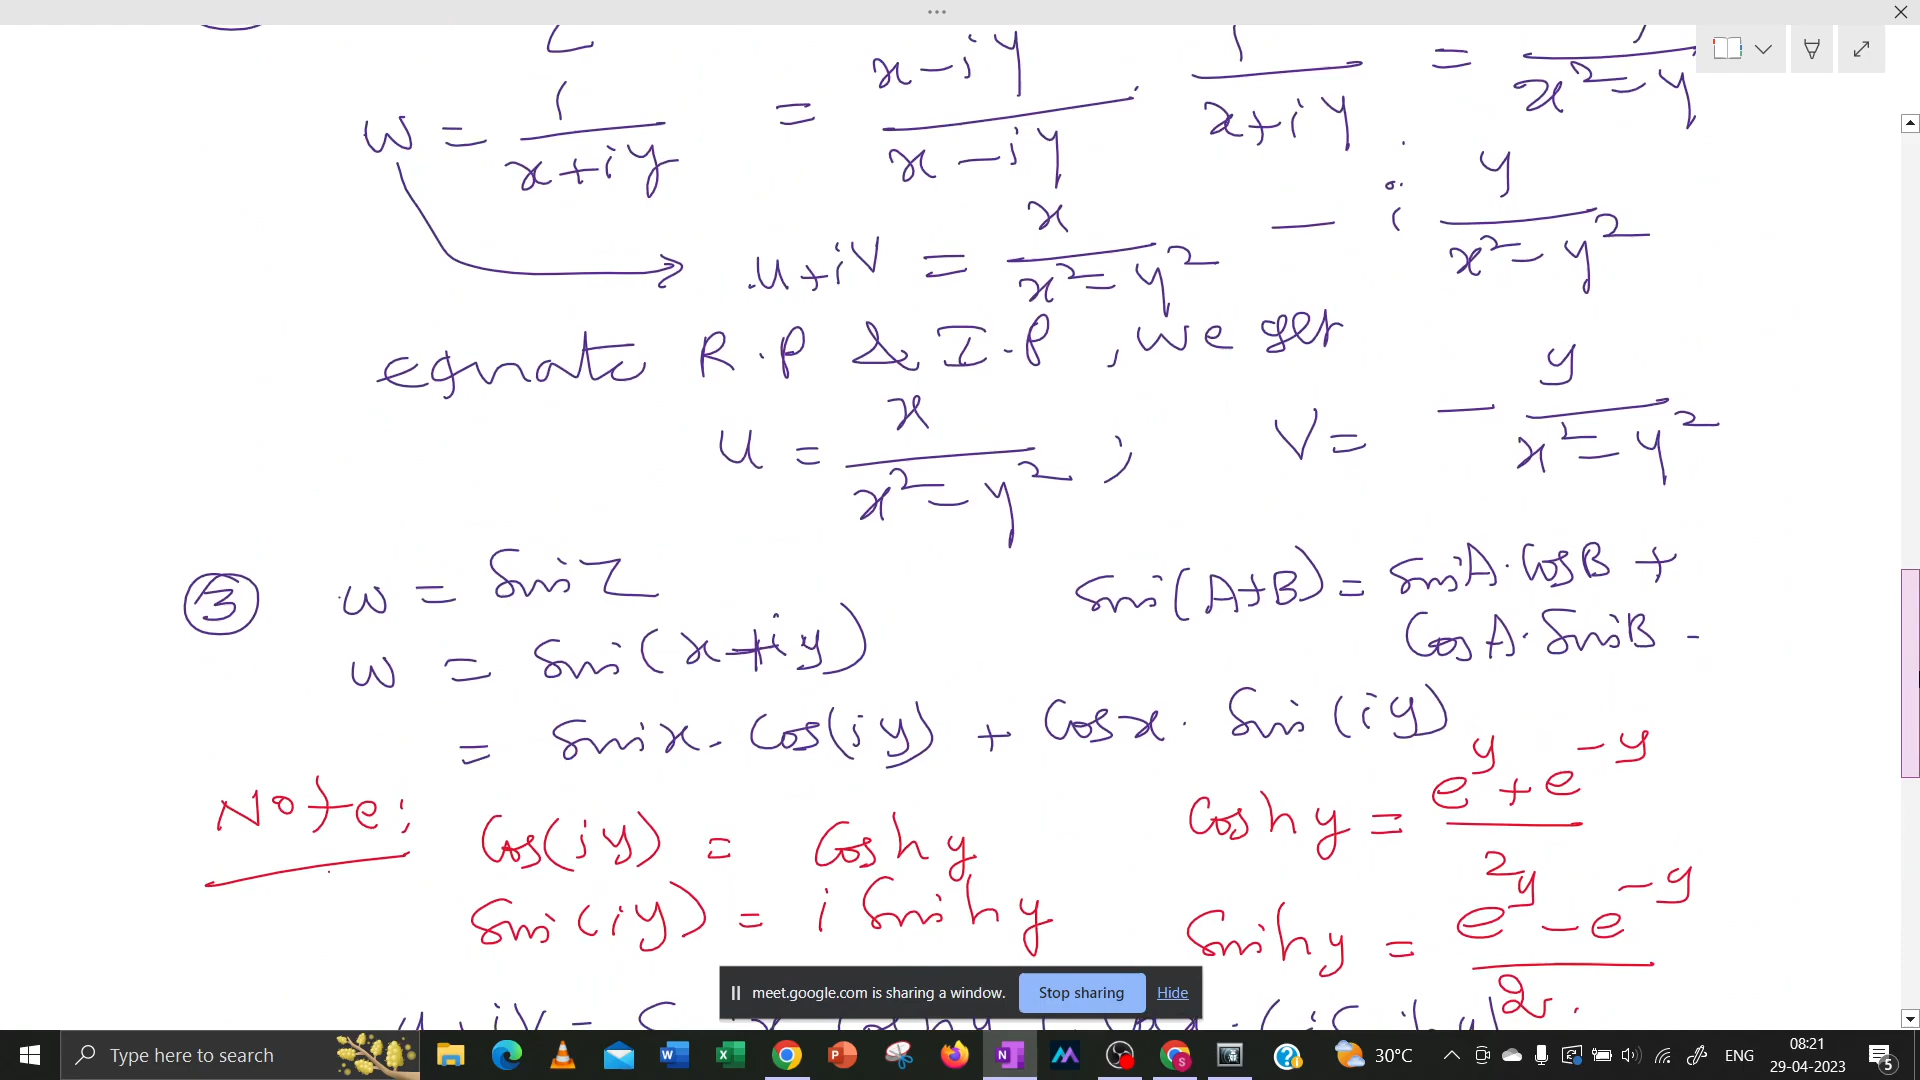 w = 1/(x+iy) = (x-iy)/(x-iy) · 1/(x+iy) =
u+iV = x/(x²-y²) - i y/(x²-y²)
equate R.P & I.P, we get
u = x/(x²-y²) ; V = - y/(x²-y²)
③ w = Sin Z
Sin(A+B) = SinA·CosB +
CosA·SinB -
w = Sin(x+iy)
= Sin x · Cos(iy) + Cos x · Sin(iy)
Note:
Cos(iy) = Cosh y
Cosh y = (e^y + e^-y)/2
Sin(iy) = i Sinh y
Sinh y = (e^y - e^-y)/2
meet.google.com is sharing a window. Stop sharing Hide
Type here to search
30°C
ENG
08:21
29-04-2023
5